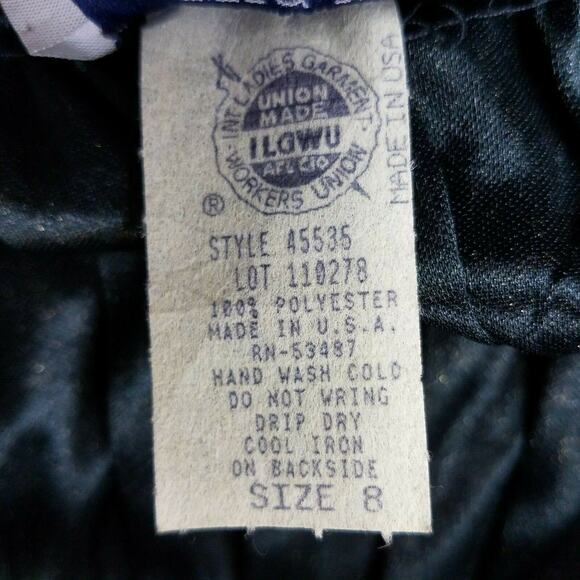 INT'L LADIES GARMENT
UNION
MADE
ILGWU
AFL CIO
WORKERS UNION
®
MADE IN USA
STYLE 45535
LOT 110278
100% POLYESTER
MADE IN U.S.A.
RN-53487
HAND WASH COLD
DO NOT WRING
DRIP DRY
COOL IRON
ON BACKSIDE
SIZE 8